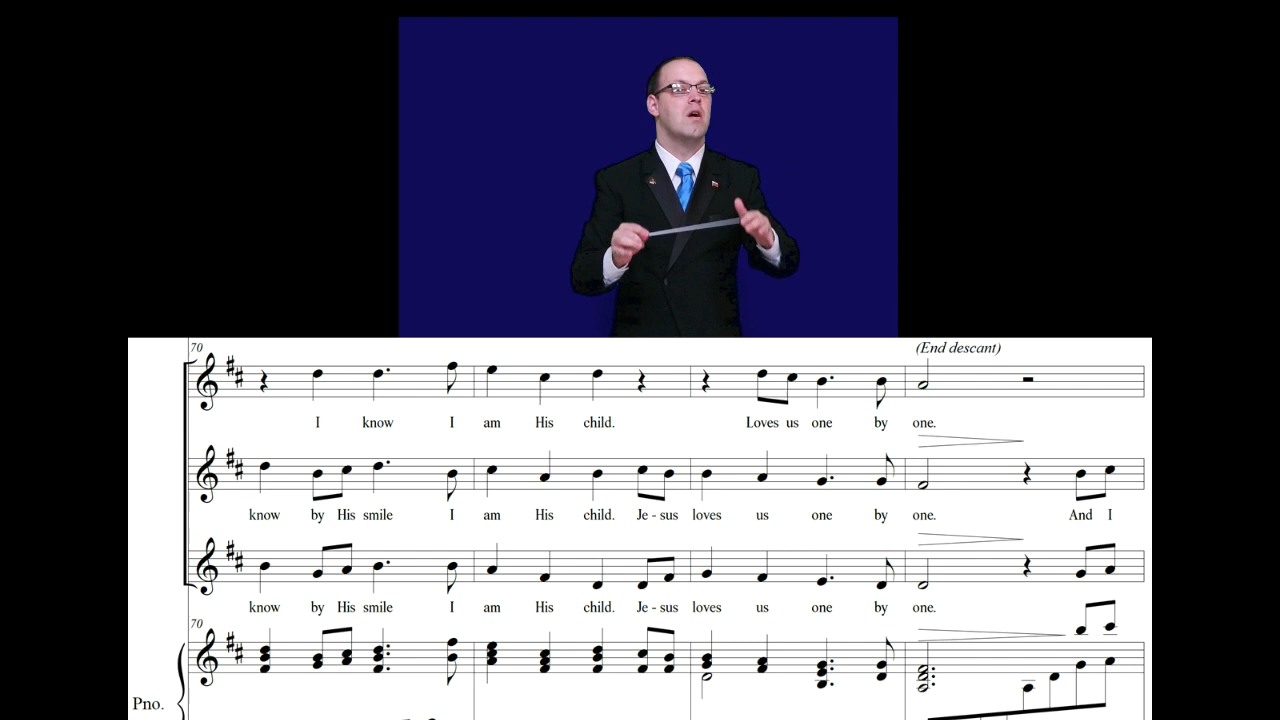 70
(End descant)
I know I am His child. Loves us one by one.
know by His smile I am His child. Je - sus loves us one by one. And I
know by His smile I am His child. Je - sus loves us one by one.
70
Pno.